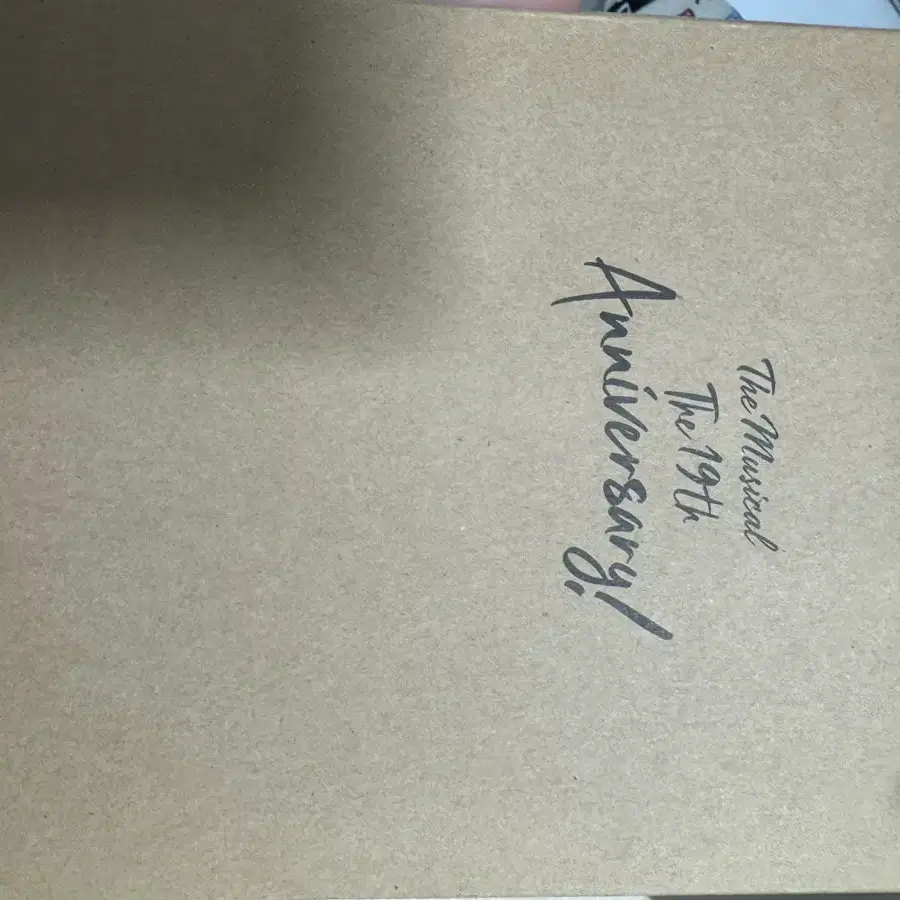 The Musical
The 19th
Anniversary!